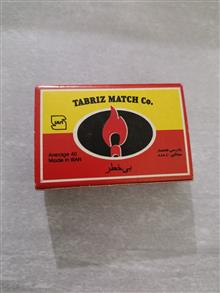 TABRIZ MATCH Co.
Average 40
Made in IRAN
بی خطر